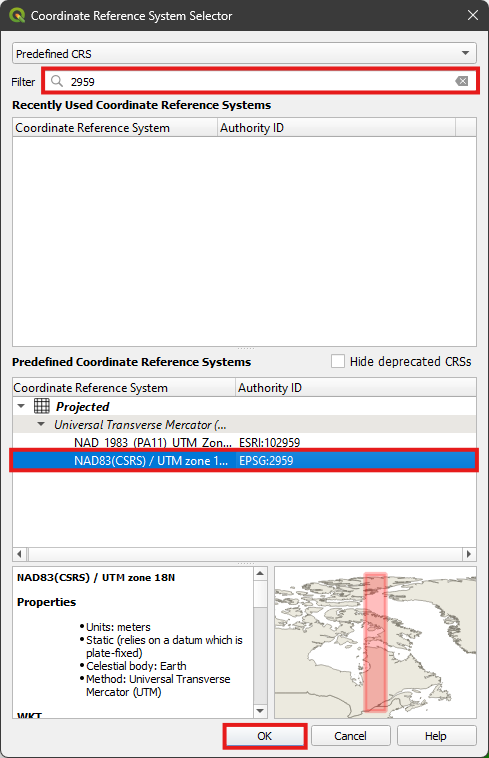 Coordinate Reference System Selector
Predefined CRS
Filter 2959
Recently Used Coordinate Reference Systems
Coordinate Reference System Authority ID
Predefined Coordinate Reference Systems Hide deprecated CRSs
Coordinate Reference System Authority ID
Projected
Universal Transverse Mercator (...
NAD_1983_(PA11)_UTM_Zon... ESRI:102959
NAD83(CSRS) / UTM zone 1... EPSG:2959
NAD83(CSRS) / UTM zone 18N
Properties
•Units: meters
•Static (relies on a datum which is
plate-fixed)
•Celestial body: Earth
•Method: Universal Transverse
Mercator (UTM)
WKT
OK Cancel Help